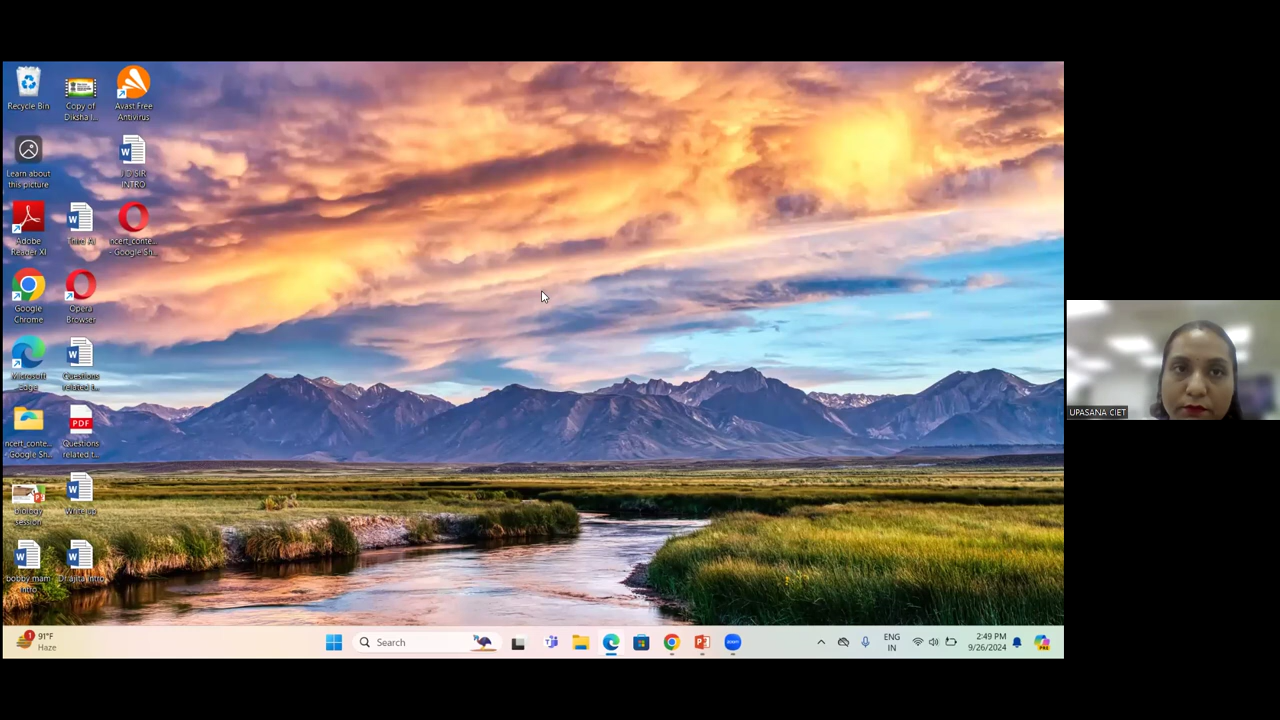 Recycle Bin
Copy of
Diksha I...
Avast Free
Antivirus
Learn about
this picture
J D SIR
INTRO
Adobe
Reader XI
Third AI
ncert_conte...
- Google Sh...
Google
Chrome
Opera
Browser
Microsoft
Edge
Questions
related t...
ncert_conte...
- Google Sh...
PDF
Questions
related t...
biology
session
Write up
bobby mam
intro
Dr ajita intro
UPASANA CIET
1
91°F
Haze
Search
ENG
IN
2:49 PM
9/26/2024